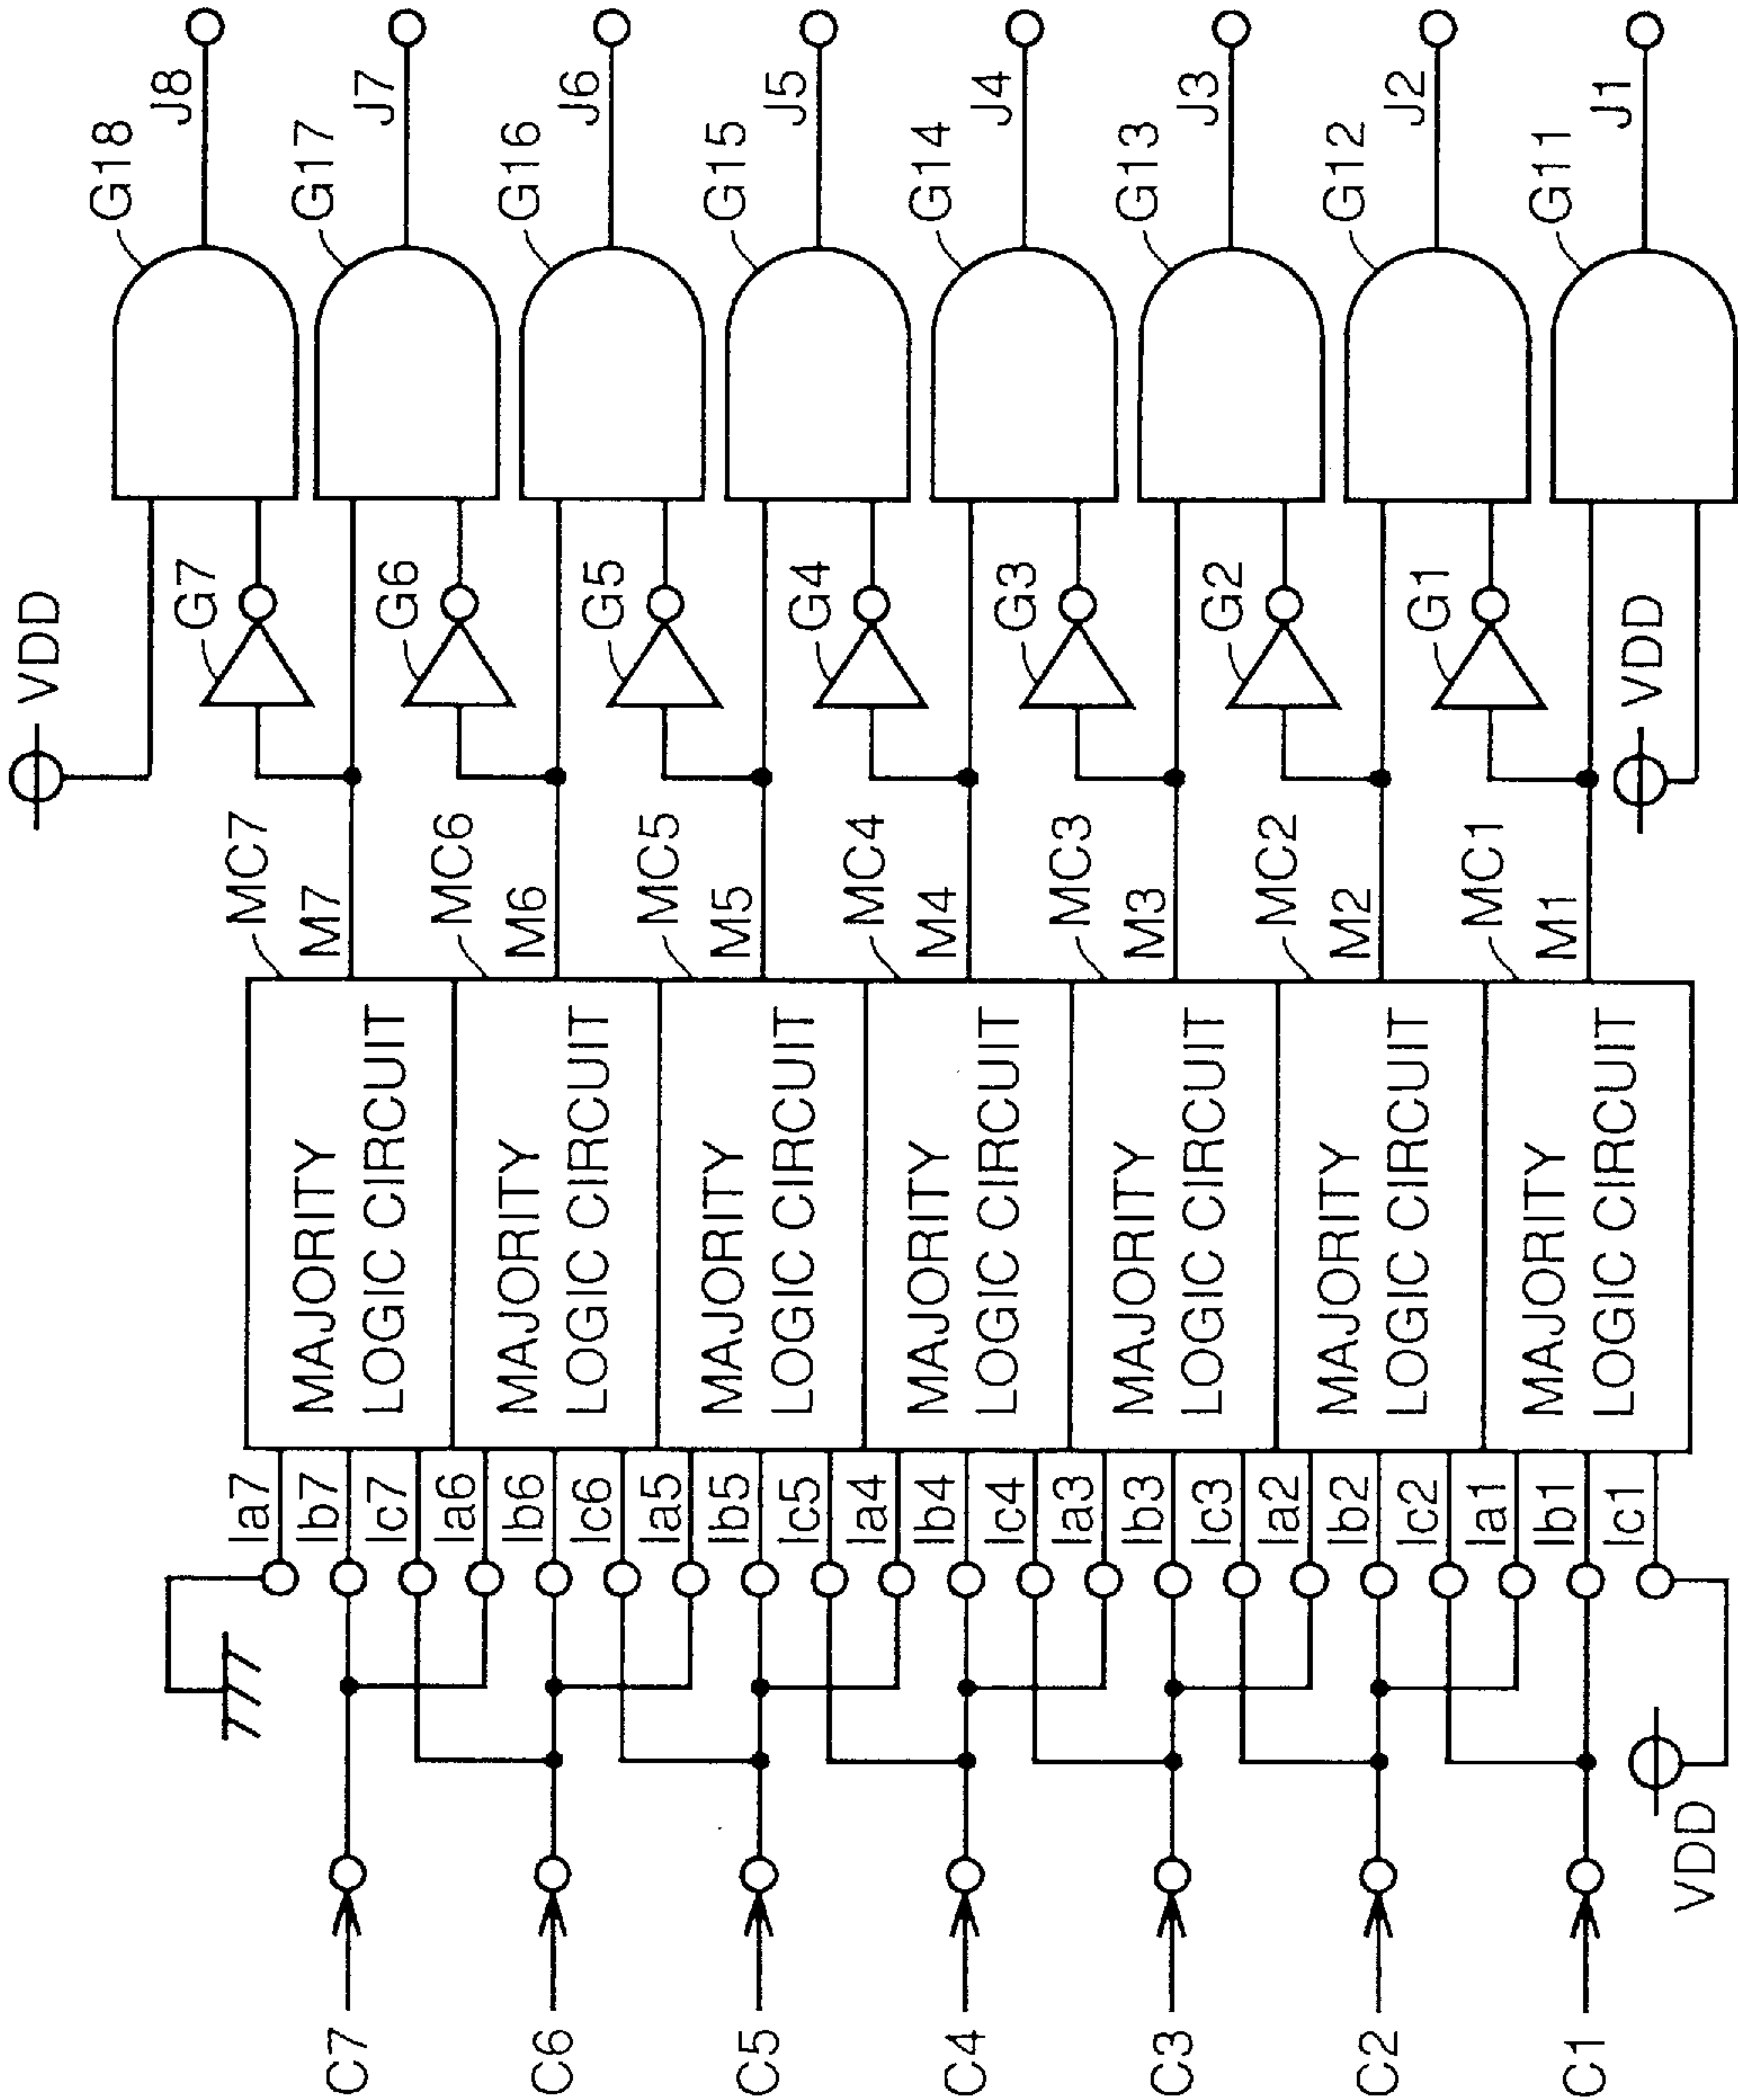 VDD
G18
J8
G7
MC7
M7
G17
J7
G6
MC6
M6
G16
J6
G5
MC5
M5
G15
J5
G4
MC4
M4
G14
J4
G3
MC3
M3
G13
J3
G2
MC2
M2
G12
J2
G1
MC1
M1
G11
J1
VDD
MAJORITY
LOGIC CIRCUIT
MAJORITY
LOGIC CIRCUIT
MAJORITY
LOGIC CIRCUIT
MAJORITY
LOGIC CIRCUIT
MAJORITY
LOGIC CIRCUIT
MAJORITY
LOGIC CIRCUIT
MAJORITY
LOGIC CIRCUIT
Ia7
Ib7
Ic7
Ia6
Ib6
Ic6
Ia5
Ib5
Ic5
Ia4
Ib4
Ic4
Ia3
Ib3
Ic3
Ia2
Ib2
Ic2
Ia1
Ib1
Ic1
C7
C6
C5
C4
C3
C2
C1
VDD